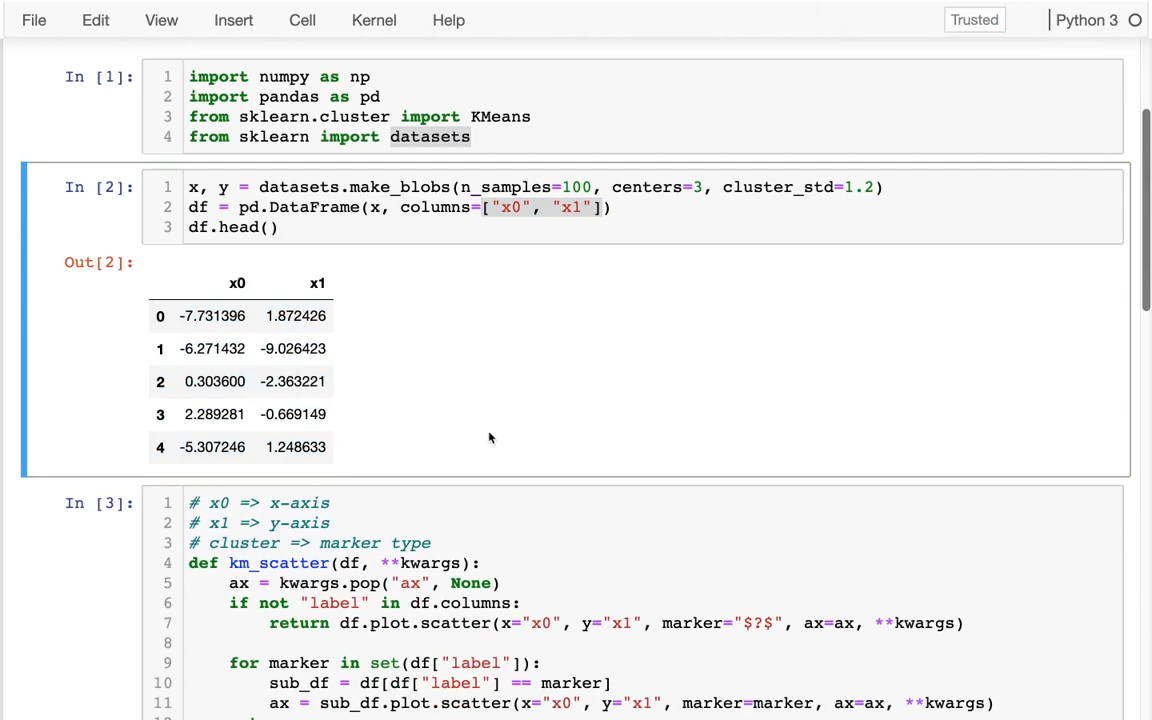 File Edit View Insert Cell Kernel Help Trusted Python 3
In [1]:
1 import numpy as np
2 import pandas as pd
3 from sklearn.cluster import KMeans
4 from sklearn import datasets
In [2]:
1 x, y = datasets.make_blobs(n_samples=100, centers=3, cluster_std=1.2)
2 df = pd.DataFrame(x, columns=["x0", "x1"])
3 df.head()
Out[2]:
x0 x1
0 -7.731396 1.872426
1 -6.271432 -9.026423
2 0.303600 -2.363221
3 2.289281 -0.669149
4 -5.307246 1.248633
In [3]:
1 # x0 => x-axis
2 # x1 => y-axis
3 # cluster => marker type
4 def km_scatter(df, **kwargs):
5     ax = kwargs.pop("ax", None)
6     if not "label" in df.columns:
7         return df.plot.scatter(x="x0", y="x1", marker="$?$", ax=ax, **kwargs)
8
9     for marker in set(df["label"]):
10         sub_df = df[df["label"] == marker]
11         ax = sub_df.plot.scatter(x="x0", y="x1", marker=marker, ax=ax, **kwargs)